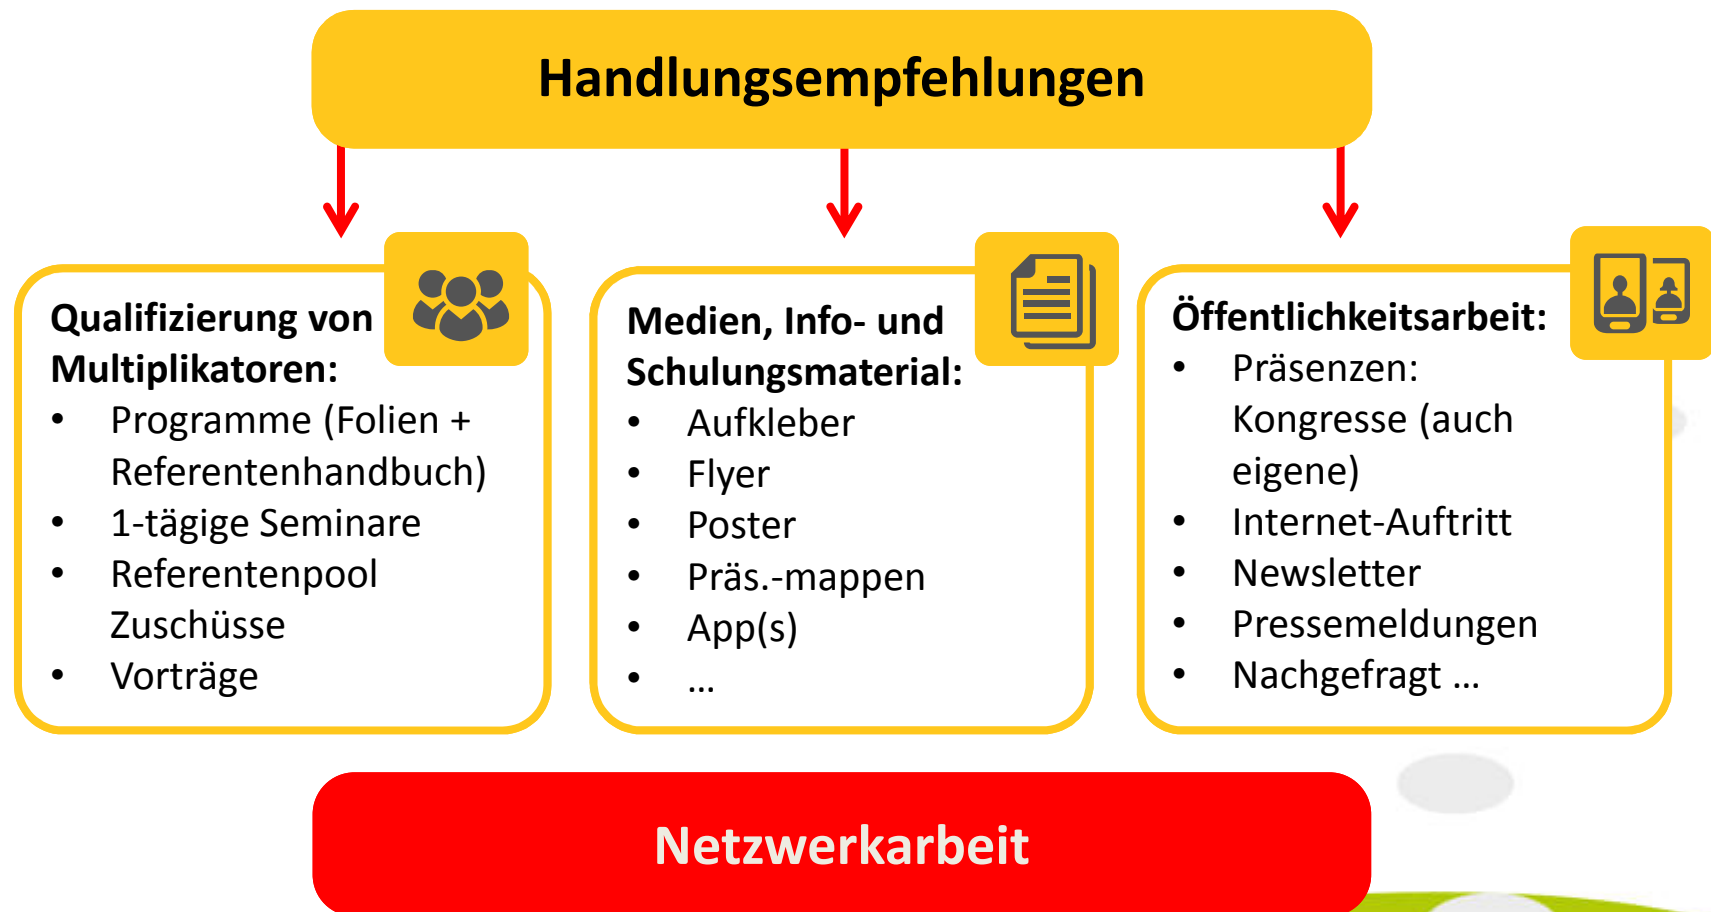 Handlungsempfehlungen
Qualifizierung von
Multiplikatoren:
• Programme (Folien +
Referentenhandbuch)
• 1-tägige Seminare
• Referentenpool
Zuschüsse
• Vorträge
Medien, Info- und
Schulungsmaterial:
• Aufkleber
• Flyer
• Poster
• Präs.-mappen
• App(s)
• …
Öffentlichkeitsarbeit:
• Präsenzen:
Kongresse (auch
eigene)
• Internet-Auftritt
• Newsletter
• Pressemeldungen
• Nachgefragt …
Netzwerkarbeit